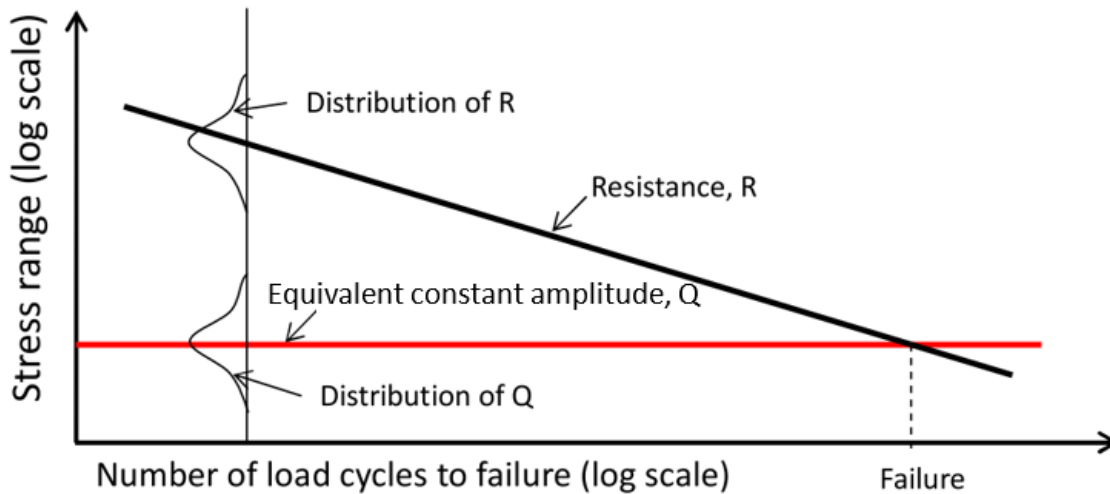 Stress range (log scale)
Distribution of R
Resistance, R
Equivalent constant amplitude, Q
Distribution of Q
Number of load cycles to failure (log scale)
Failure